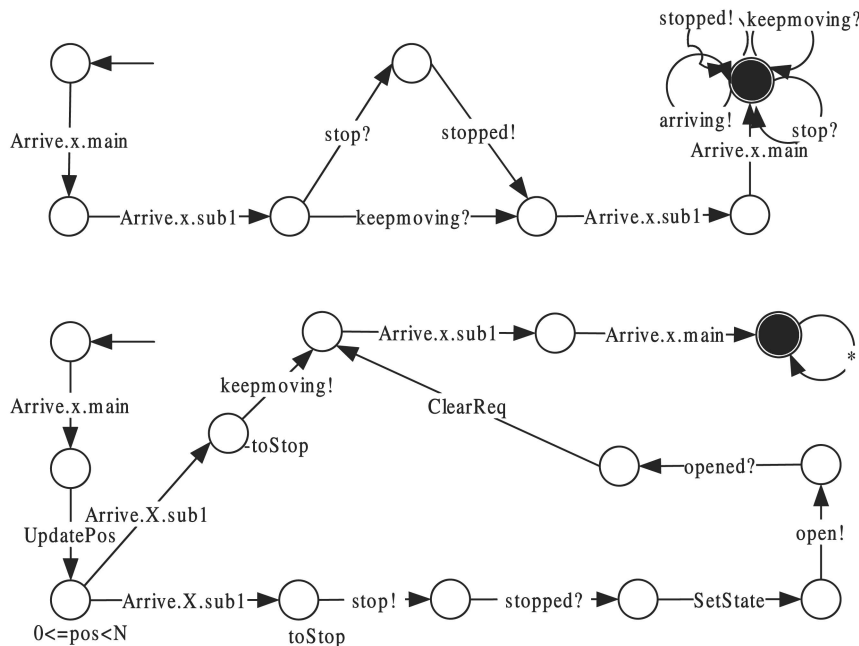 stopped!
keepmoving?
arriving!
stop?
Arrive.x.main
stop?
stopped!
Arrive.x.main
Arrive.x.sub1
keepmoving?
Arrive.x.sub1
Arrive.x.sub1
Arrive.x.main
*
keepmoving!
Arrive.x.main
ClearReq
-toStop
opened?
Arrive.X.sub1
UpdatePos
open!
Arrive.X.sub1
stop!
stopped?
SetState
0<=pos<N
toStop